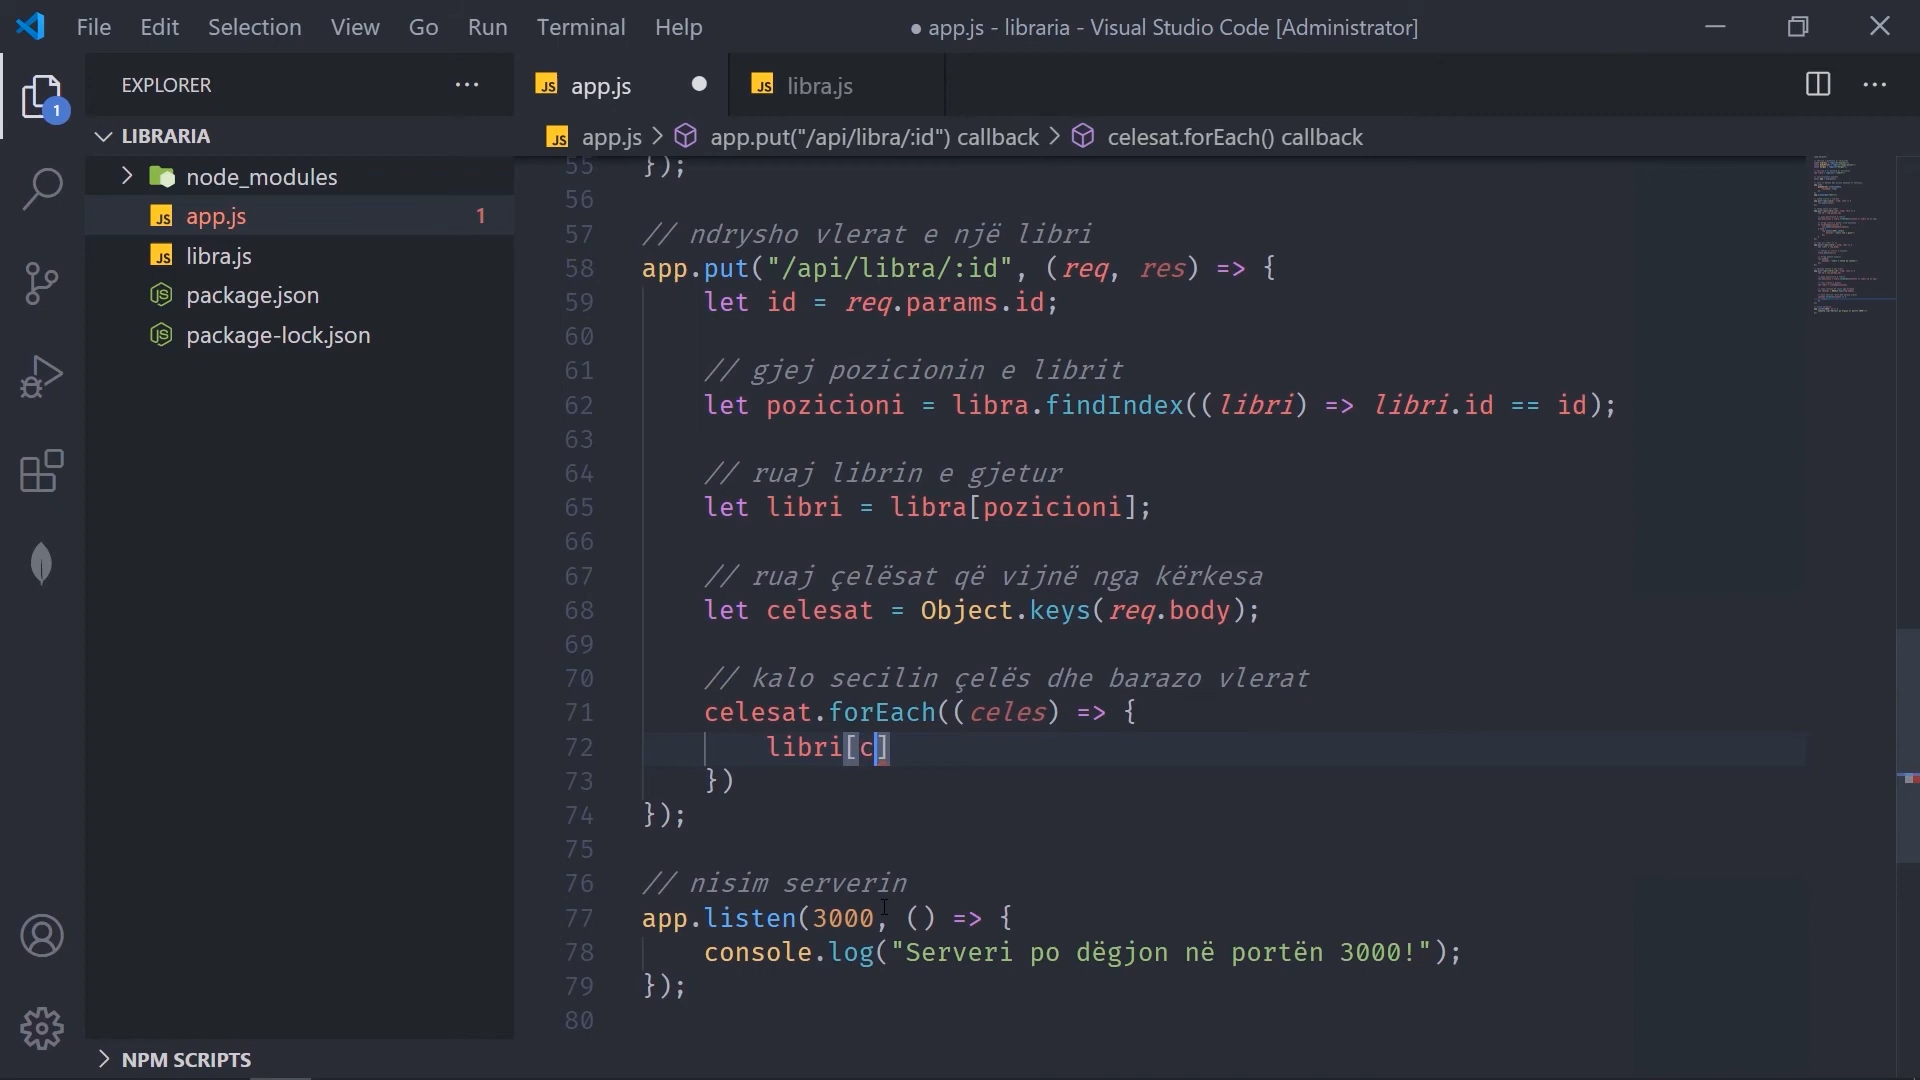 File Edit Selection View Go Run Terminal Help ● app.js - libraria - Visual Studio Code [Administrator]
EXPLORER
JS app.js ● JS libra.js
1
LIBRARIA
JS app.js > app.put("/api/libra/:id") callback > celesat.forEach() callback
node_modules
JS app.js 1
JS libra.js
package.json
package-lock.json
NPM SCRIPTS
55 });
56
57 // ndrysho vlerat e një libri
58 app.put("/api/libra/:id", (req, res) => {
59 let id = req.params.id;
60
61 // gjej pozicionin e librit
62 let pozicioni = libra.findIndex((libri) => libri.id == id);
63
64 // ruaj librin e gjetur
65 let libri = libra[pozicioni];
66
67 // ruaj çelësat që vijnë nga kërkesa
68 let celesat = Object.keys(req.body);
69
70 // kalo secilin çelës dhe barazo vlerat
71 celesat.forEach((celes) => {
72 libri[c]
73 })
74 });
75
76 // nisim serverin
77 app.listen(3000, () => {
78 console.log("Serveri po dëgjon në portën 3000!");
79 });
80